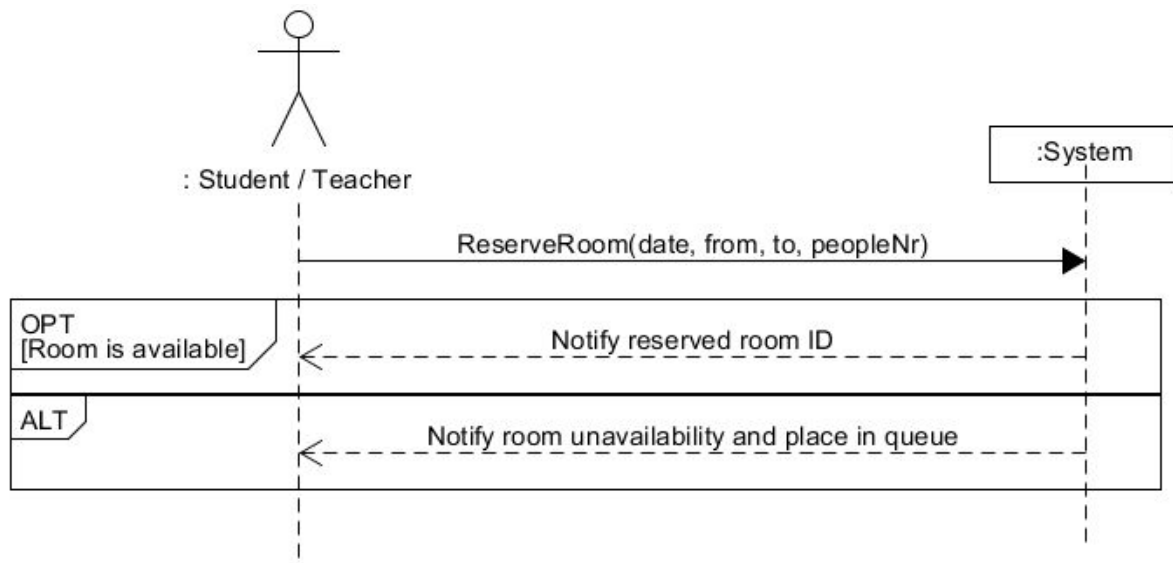 : Student / Teacher
:System
ReserveRoom(date, from, to, peopleNr)
OPT
[Room is available]
Notify reserved room ID
ALT
Notify room unavailability and place in queue